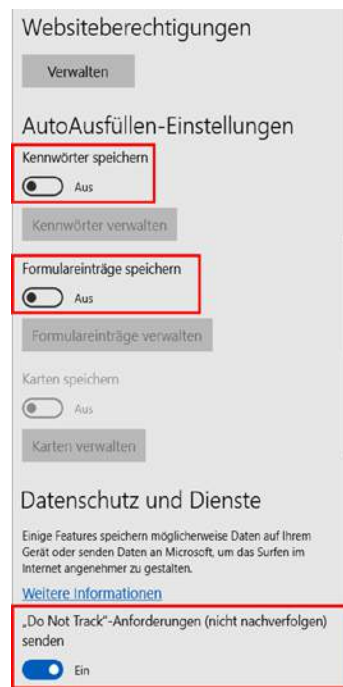 Websiteberechtigungen
Verwalten
AutoAusfüllen-Einstellungen
Kennwörter speichern
Aus
Kennwörter verwalten
Formulareinträge speichern
Aus
Formulareinträge verwalten
Karten speichern
Aus
Karten verwalten
Datenschutz und Dienste
Einige Features speichern möglicherweise Daten auf Ihrem
Gerät oder senden Daten an Microsoft, um das Surfen im
Internet angenehmer zu gestalten.
Weitere Informationen
„Do Not Track"-Anforderungen (nicht nachverfolgen)
senden
Ein